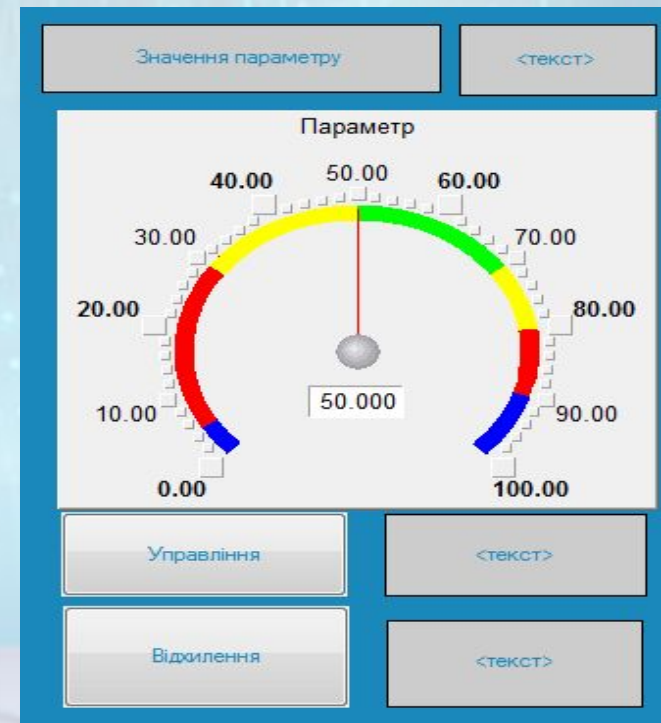 Значення параметру
<текст>
Параметр
50.00
40.00
60.00
30.00
70.00
20.00
80.00
50.000
10.00
90.00
0.00
100.00
Управління
<текст>
Відхилення
<текст>